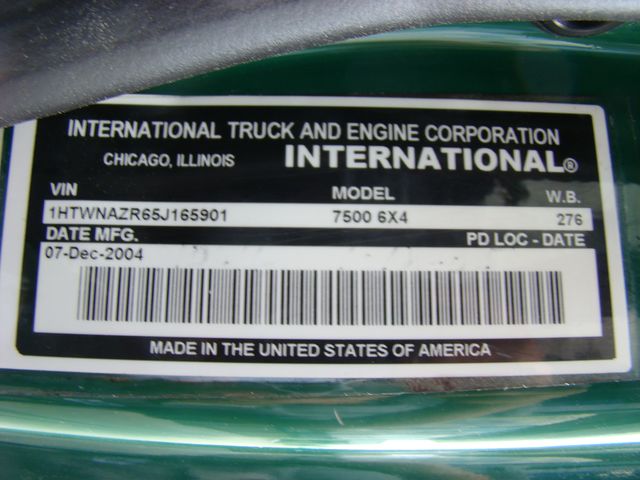 INTERNATIONAL TRUCK AND ENGINE CORPORATION
CHICAGO, ILLINOIS INTERNATIONAL®
VIN MODEL W.B.
1HTWNAZR65J165901 7500 6X4 276
DATE MFG. PD LOC - DATE
07-Dec-2004
MADE IN THE UNITED STATES OF AMERICA